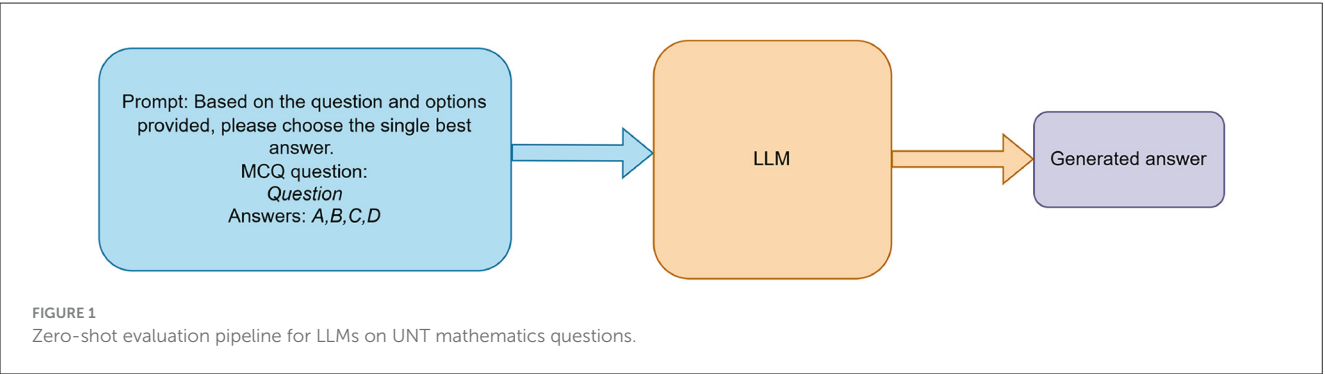 Prompt: Based on the question and options
provided, please choose the single best
answer.
MCQ question:
Question
Answers: A,B,C,D
LLM
Generated answer
FIGURE 1
Zero-shot evaluation pipeline for LLMs on UNT mathematics questions.